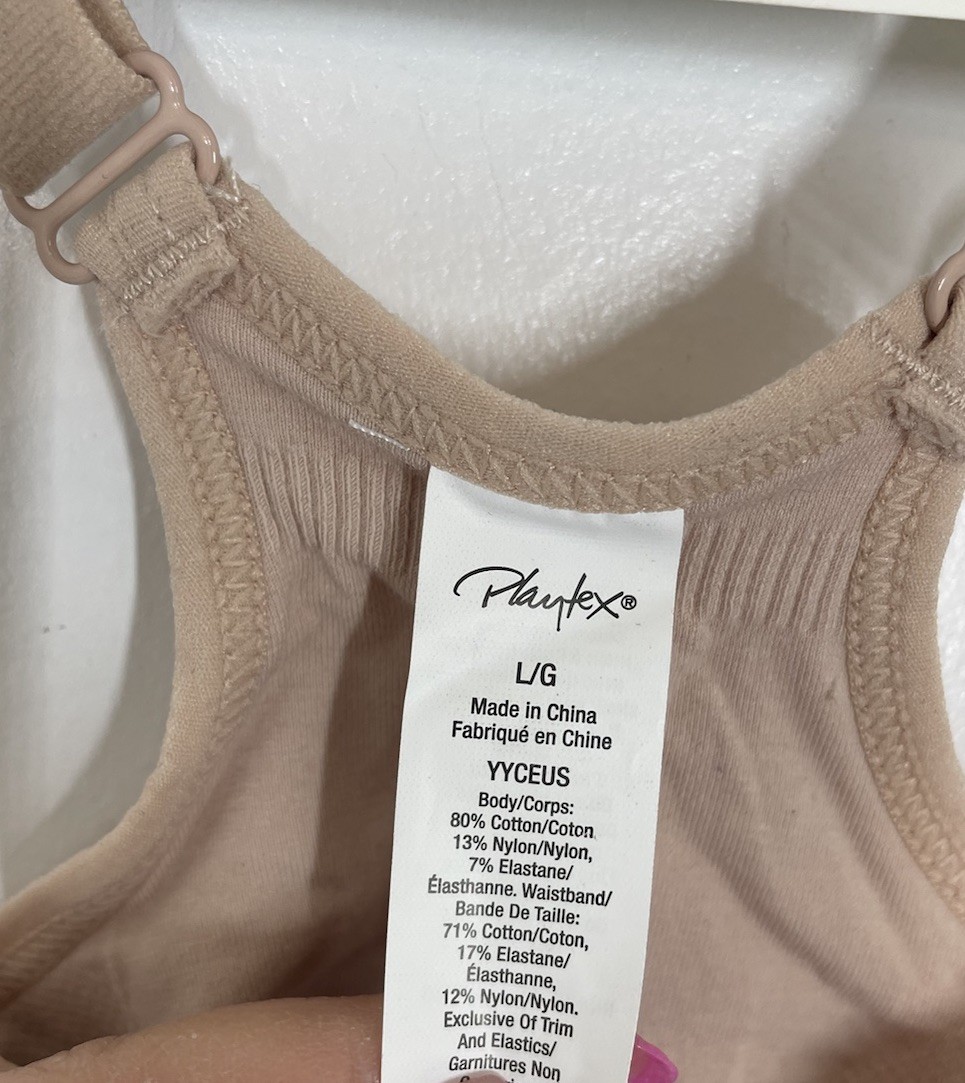 Playtex®
L/G
Made in China
Fabriqué en Chine
YYCEUS
Body/Corps:
80% Cotton/Coton,
13% Nylon/Nylon,
7% Elastane/
Élasthanne. Waistband/
Bande De Taille:
71% Cotton/Coton,
17% Elastane/
Élasthanne,
12% Nylon/Nylon.
Exclusive Of Trim
And Elastics/
Garnitures Non